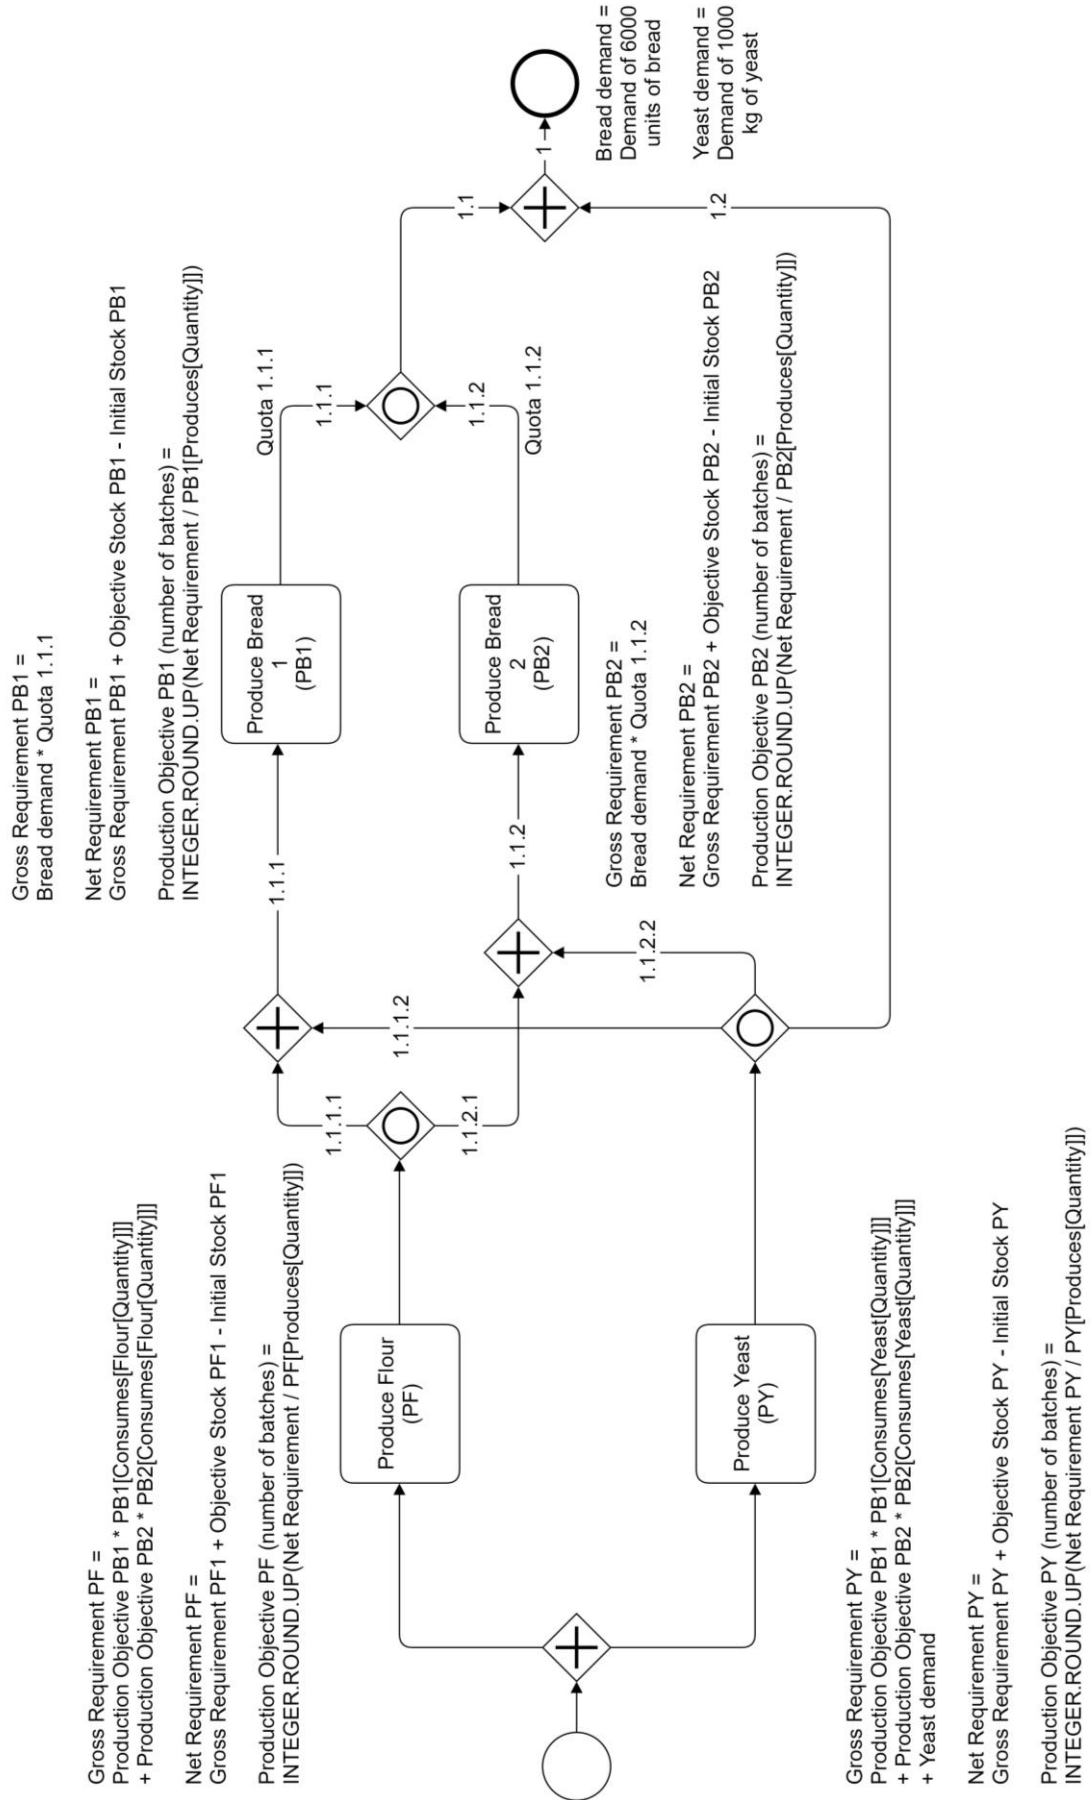 Gross Requirement PF =
Production Objective PB1 * PB1[Consumes[Flour[Quantity]]]
+ Production Objective PB2 * PB2[Consumes[Flour[Quantity]]]
Net Requirement PF =
Gross Requirement PF1 + Objective Stock PF1 - Initial Stock PF1
Production Objective PF (number of batches) =
INTEGER.ROUND.UP(Net Requirement / PF[Produces[Quantity]])
Gross Requirement PB1 =
Bread demand * Quota 1.1.1
Net Requirement PB1 =
Gross Requirement PB1 + Objective Stock PB1 - Initial Stock PB1
Production Objective PB1 (number of batches) =
INTEGER.ROUND.UP(Net Requirement / PB1[Produces[Quantity]])
Produce Flour
(PF)
1.1.1.1
1.1.2.1
1.1.1.2
1.1.1
Produce Bread
1
(PB1)
Quota 1.1.1
1.1.1
1.1.2
Produce Bread
2
(PB2)
1.1.2
Quota 1.1.2
1.1
1
Bread demand =
Demand of 6000
units of bread
Yeast demand =
Demand of 1000
kg of yeast
Produce Yeast
(PY)
1.1.2.2
1.2
Gross Requirement PB2 =
Bread demand * Quota 1.1.2
Net Requirement PB2 =
Gross Requirement PB2 + Objective Stock PB2 - Initial Stock PB2
Production Objective PB2 (number of batches) =
INTEGER.ROUND.UP(Net Requirement / PB2[Produces[Quantity]])
Gross Requirement PY =
Production Objective PB1 * PB1[Consumes[Yeast[Quantity]]]
+ Production Objective PB2 * PB2[Consumes[Yeast[Quantity]]]
+ Yeast demand
Net Requirement PY =
Gross Requirement PY + Objective Stock PY - Initial Stock PY
Production Objective PY (number of batches) =
INTEGER.ROUND.UP(Net Requirement PY / PY[Produces[Quantity]])